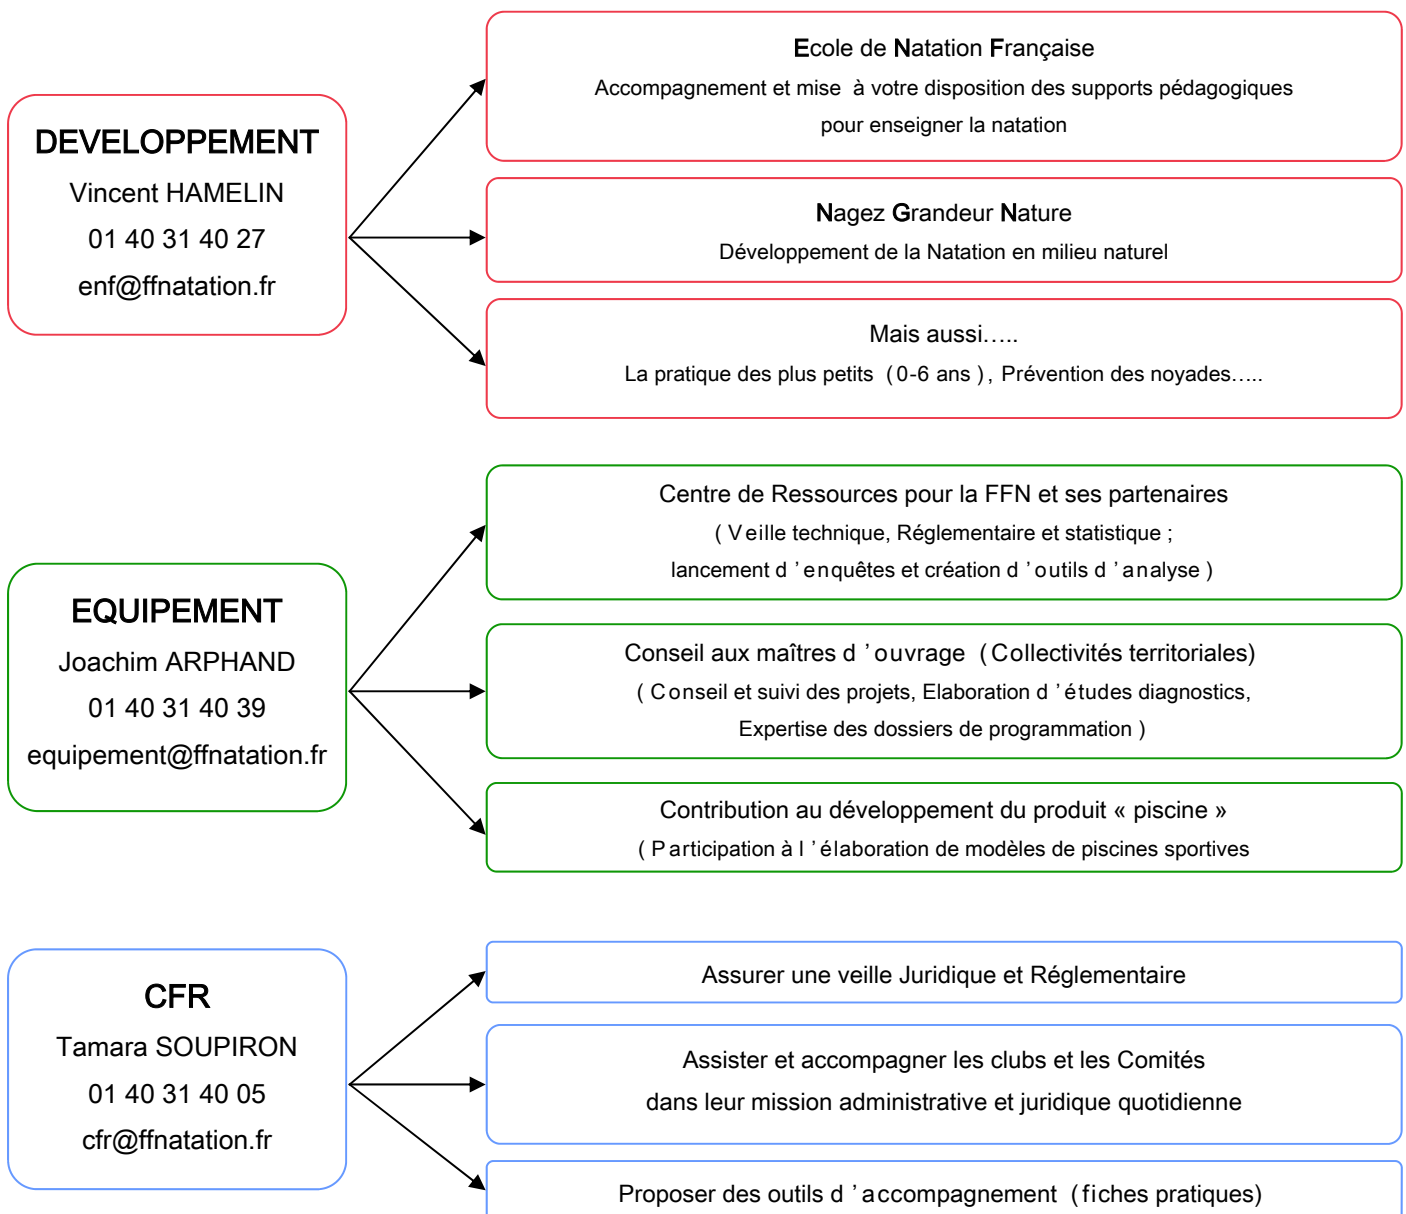 DEVELOPPEMENT
Vincent HAMELIN
01 40 31 40 27
enf@ffnatation.fr
Ecole de Natation Française
Accompagnement et mise à votre disposition des supports pédagogiques
pour enseigner la natation
Nagez Grandeur Nature
Développement de la Natation en milieu naturel
Mais aussi…..
La pratique des plus petits (0-6 ans), Prévention des noyades…..
EQUIPEMENT
Joachim ARPHAND
01 40 31 40 39
equipement@ffnatation.fr
Centre de Ressources pour la FFN et ses partenaires
( Veille technique, Réglementaire et statistique ;
lancement d ’enquêtes et création d ’outils d ’analyse )
Conseil aux maîtres d ’ouvrage (Collectivités territoriales)
( Conseil et suivi des projets, Elaboration d ’études diagnostics,
Expertise des dossiers de programmation )
Contribution au développement du produit « piscine »
( Participation à l ’élaboration de modèles de piscines sportives
CFR
Tamara SOUPIRON
01 40 31 40 05
cfr@ffnatation.fr
Assurer une veille Juridique et Réglementaire
Assister et accompagner les clubs et les Comités
dans leur mission administrative et juridique quotidienne
Proposer des outils d ’accompagnement (fiches pratiques)